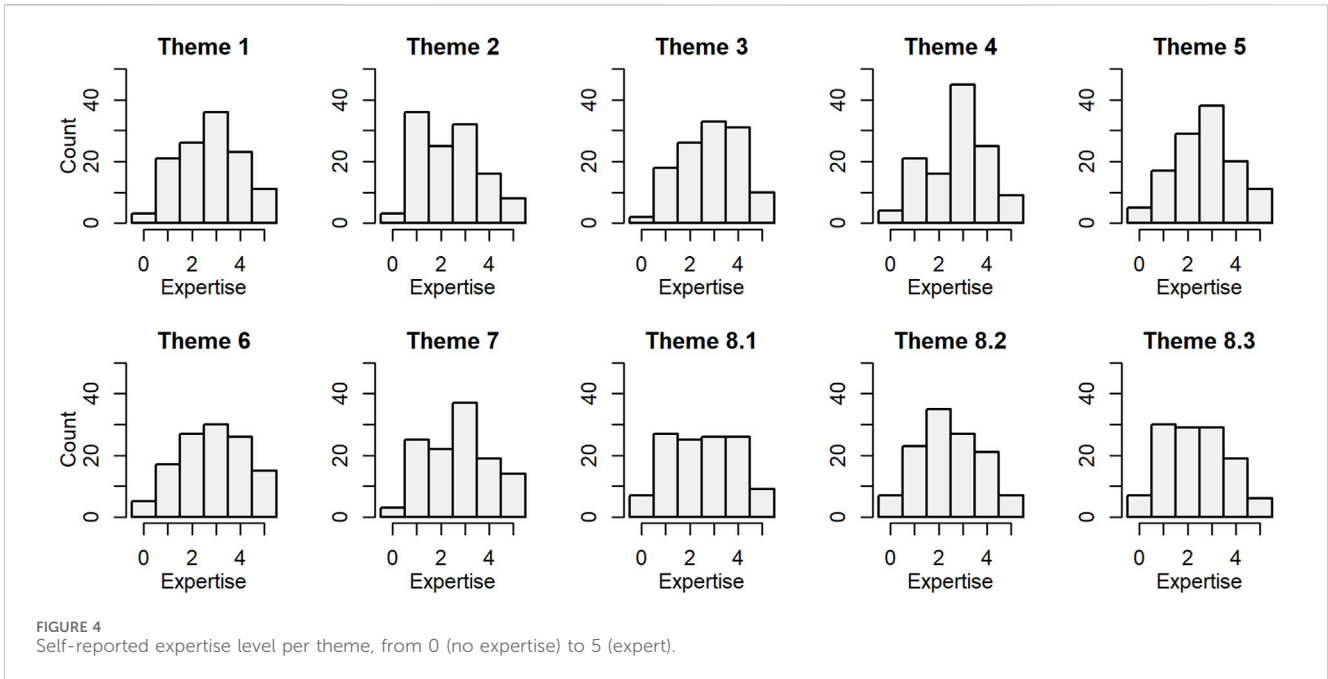 Theme 1 Theme 2 Theme 3 Theme 4 Theme 5
Count
0 20 40 0 20 40 0 20 40 0 20 40 0 20 40
0 2 4 0 2 4 0 2 4 0 2 4 0 2 4
Expertise Expertise Expertise Expertise Expertise
Theme 6 Theme 7 Theme 8.1 Theme 8.2 Theme 8.3
Count
0 20 40 0 20 40 0 20 40 0 20 40 0 20 40
0 2 4 0 2 4 0 2 4 0 2 4 0 2 4
Expertise Expertise Expertise Expertise Expertise
FIGURE 4
Self-reported expertise level per theme, from 0 (no expertise) to 5 (expert).